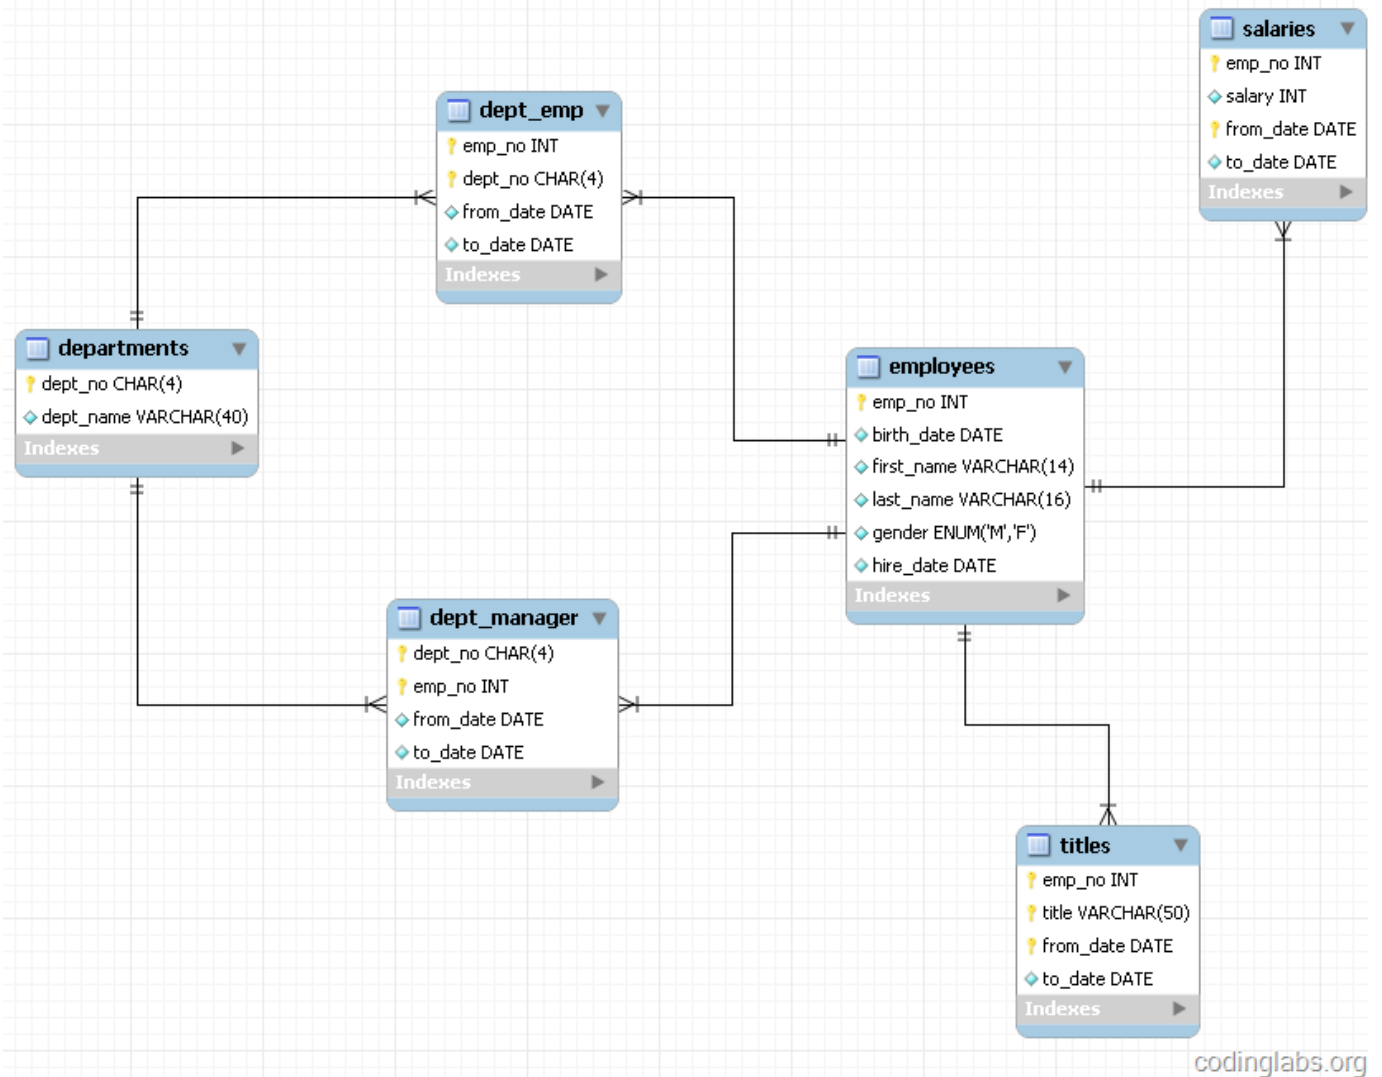 salaries
emp_no INT
salary INT
from_date DATE
to_date DATE
Indexes
dept_emp
emp_no INT
dept_no CHAR(4)
from_date DATE
to_date DATE
Indexes
departments
dept_no CHAR(4)
dept_name VARCHAR(40)
Indexes
employees
emp_no INT
birth_date DATE
first_name VARCHAR(14)
last_name VARCHAR(16)
gender ENUM('M','F')
hire_date DATE
Indexes
dept_manager
dept_no CHAR(4)
emp_no INT
from_date DATE
to_date DATE
Indexes
titles
emp_no INT
title VARCHAR(50)
from_date DATE
to_date DATE
Indexes
codinglabs.org